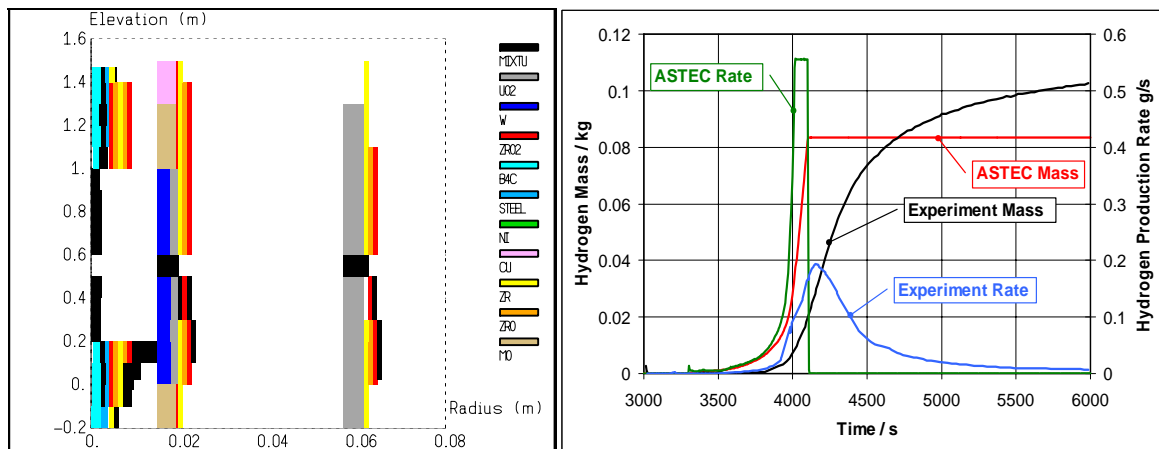 Elevation (m)
1.6
1.4
1.2
1.
0.8
0.6
0.4
0.2
0.
-0.2
0.
0.02
0.04
0.06
0.08
Radius (m)
MIXTU
UO2
W
ZRO2
B4C
STEEL
NI
CU
ZR
ZRO
MO
Hydrogen Mass / kg
0.12
0.1
0.08
0.06
0.04
0.02
0
ASTEC Rate
ASTEC Mass
Experiment Mass
Experiment Rate
0.6
0.5
0.4
0.3
0.2
0.1
0
Hydrogen Production Rate g/s
3000
3500
4000
4500
5000
5500
6000
Time / s